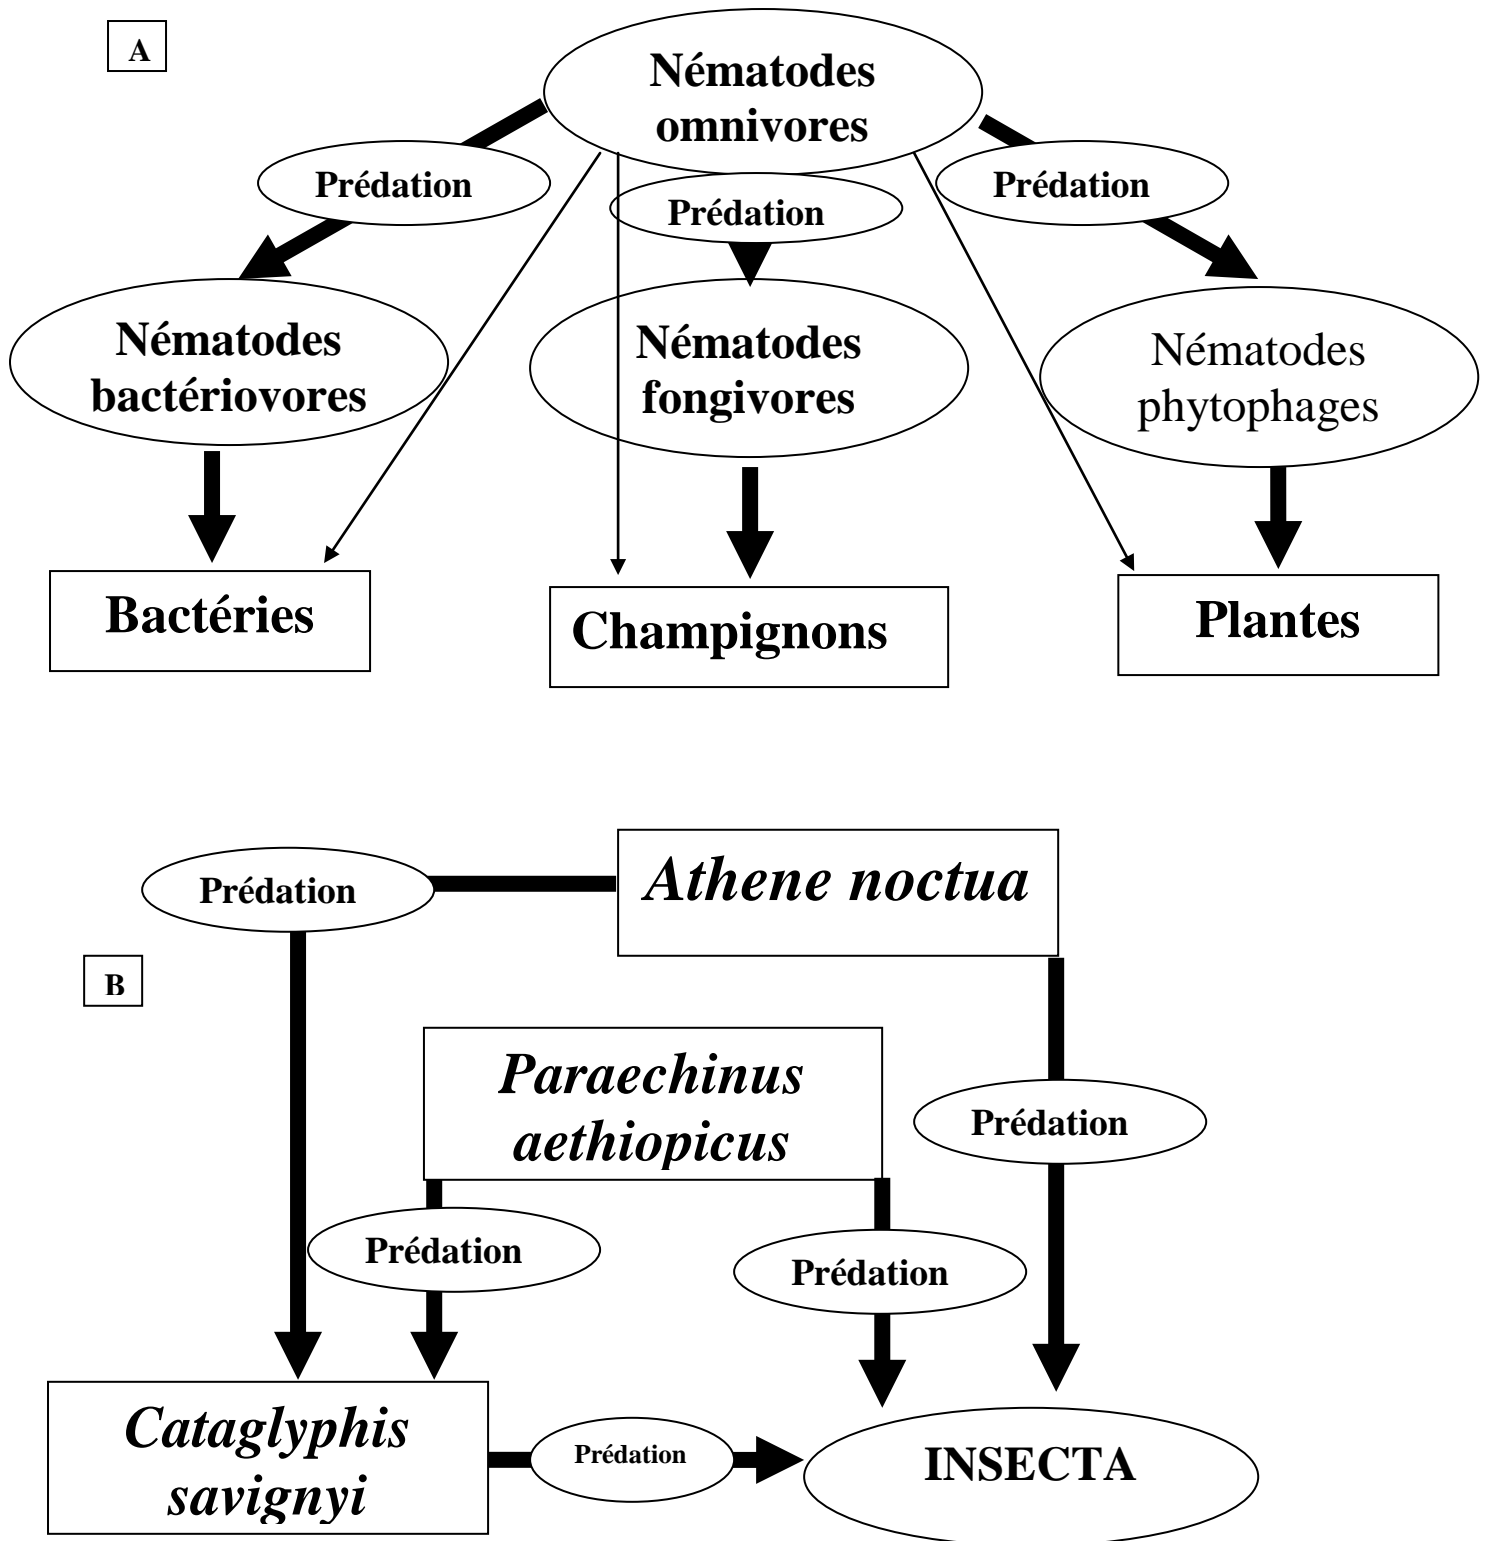 A
Nématodes
omnivores
Prédation
Prédation
Prédation
Nématodes
bactériovores
Nématodes
fongivores
Nématodes
phytophages
Bactéries
Champignons
Plantes
Athene noctua
Prédation
B
Paraechinus
aethiopicus
Prédation
Prédation
Prédation
Cataglyphis
savignyi
Prédation
INSECTA